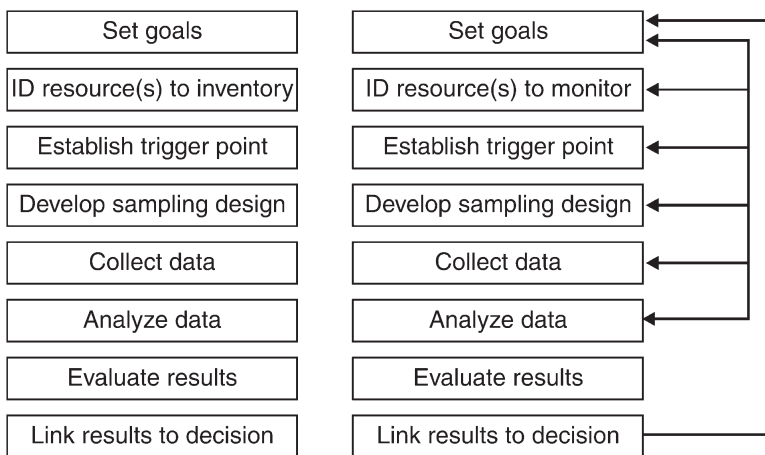 Set goals
ID resource(s) to inventory
Establish trigger point
Develop sampling design
Collect data
Analyze data
Evaluate results
Link results to decision
Set goals
ID resource(s) to monitor
Establish trigger point
Develop sampling design
Collect data
Analyze data
Evaluate results
Link results to decision